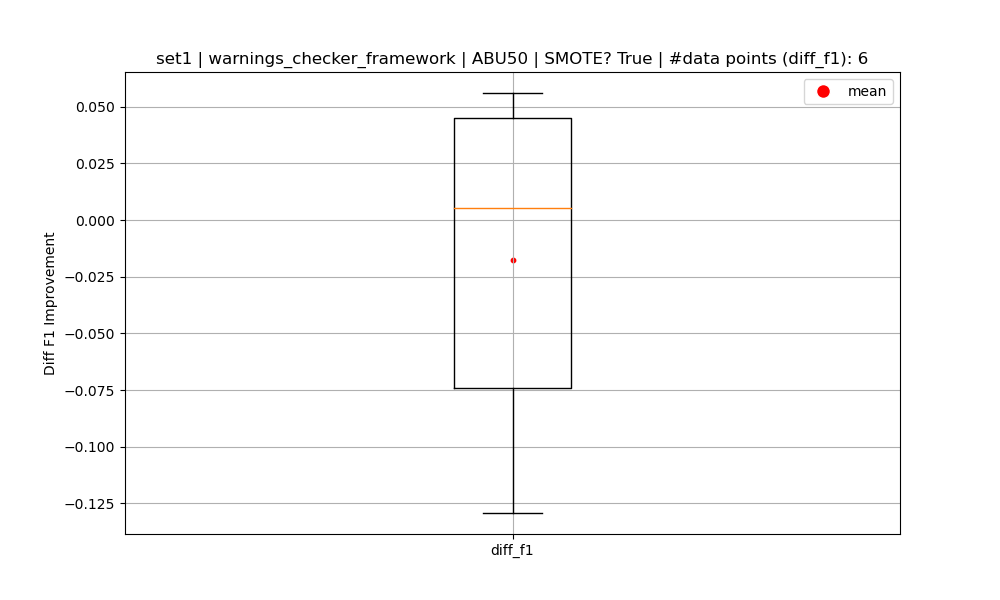 set1 | warnings_checker_framework | ABU50 | SMOTE? True | #data points (diff_f1): 6
mean
0.050
0.025
0.000
−0.025
−0.050
−0.075
−0.100
−0.125
Diff F1 Improvement
diff_f1